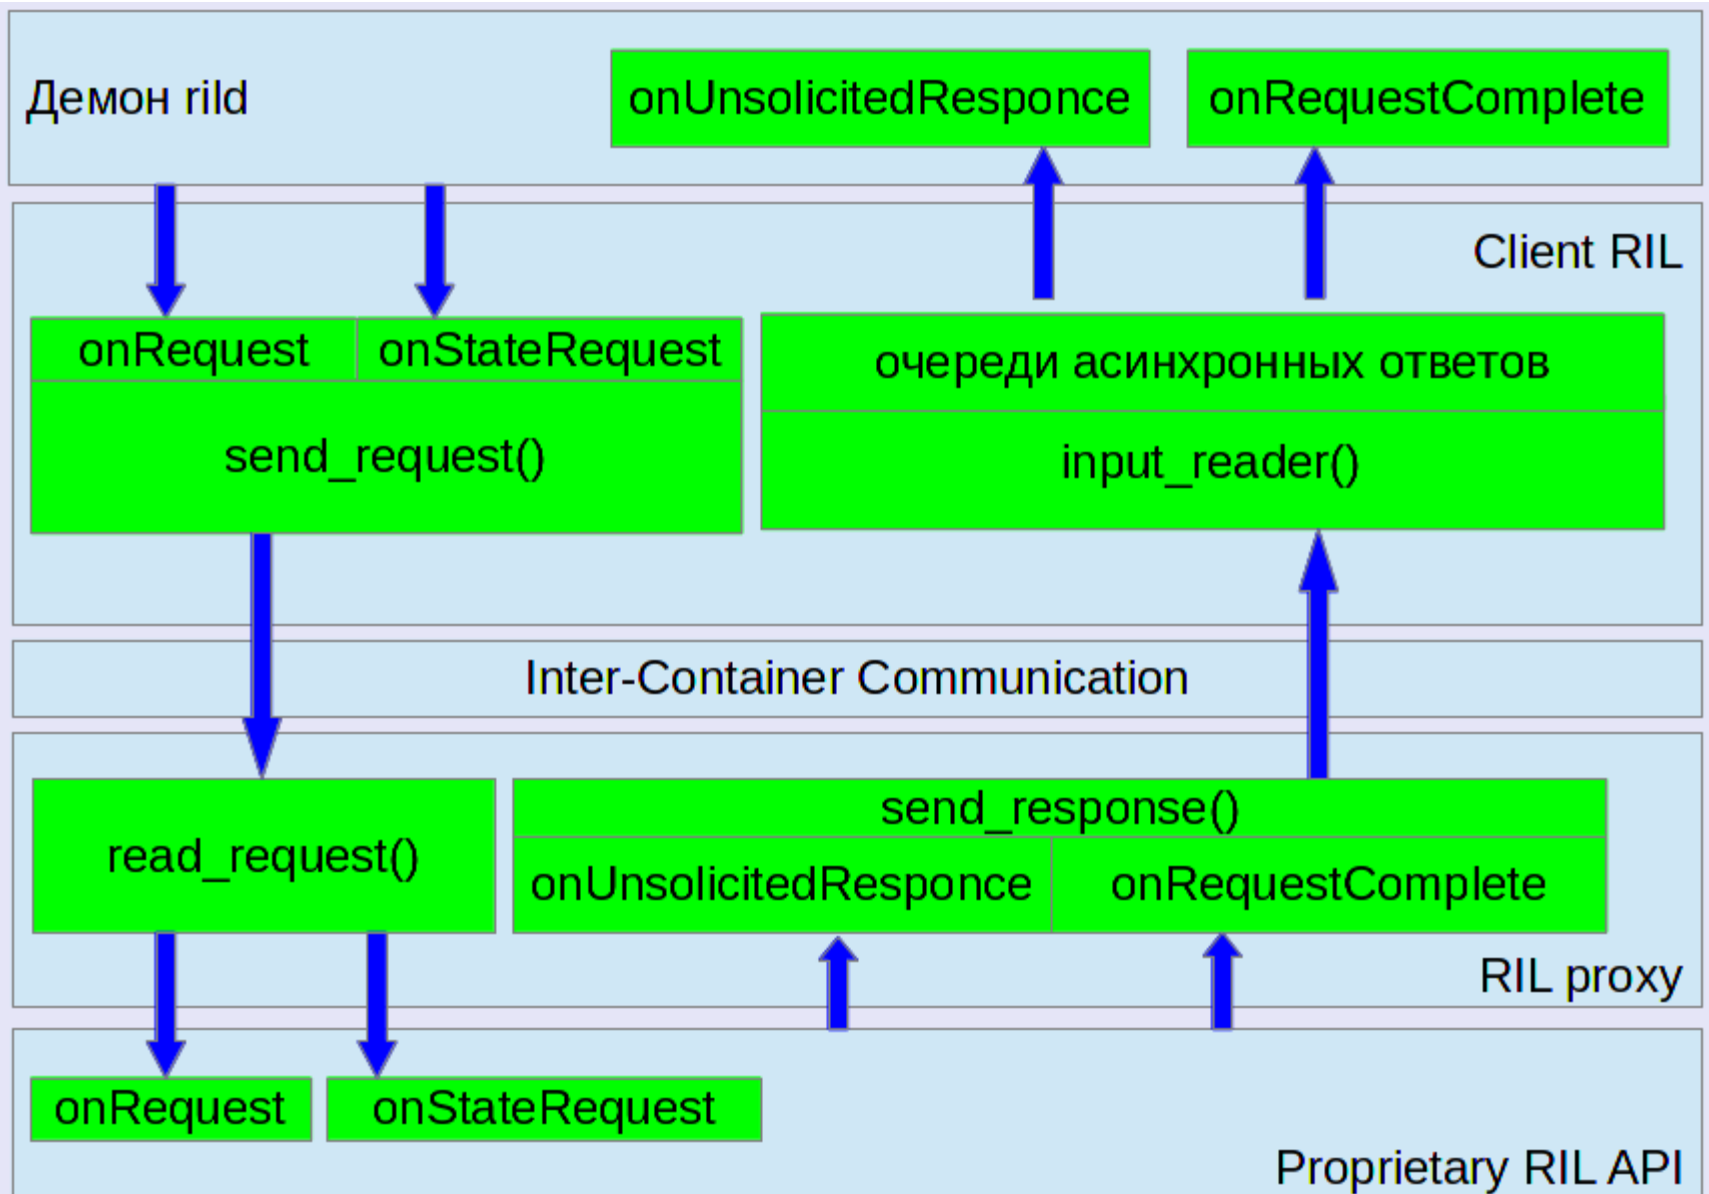 Демон rild
onUnsolicitedResponce
onRequestComplete
Client RIL
onRequest
onStateRequest
send_request()
очереди асинхронных ответов
input_reader()
Inter-Container Communication
read_request()
send_response()
onUnsolicitedResponce
onRequestComplete
RIL proxy
onRequest
onStateRequest
Proprietary RIL API